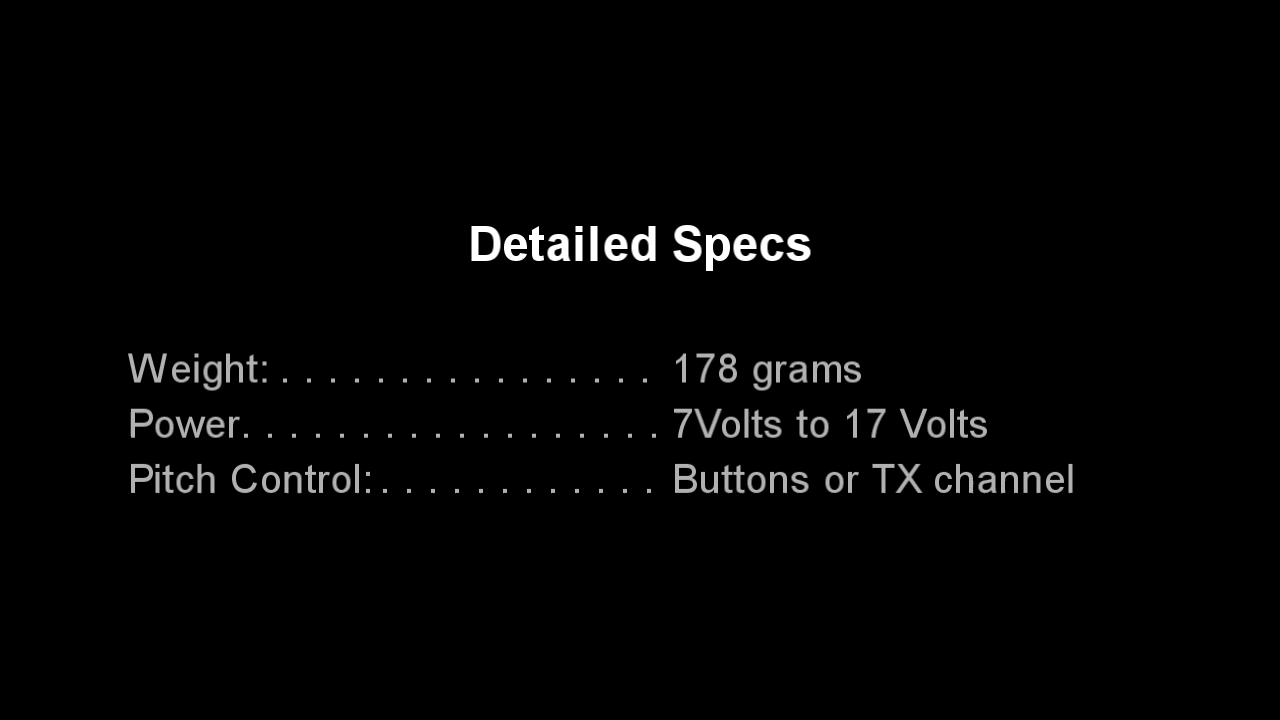 Detailed Specs
Weight: . . . . . . . . . . . . . . . . 178 grams
Power. . . . . . . . . . . . . . . . . . 7Volts to 17 Volts
Pitch Control: . . . . . . . . . . . . Buttons or TX channel